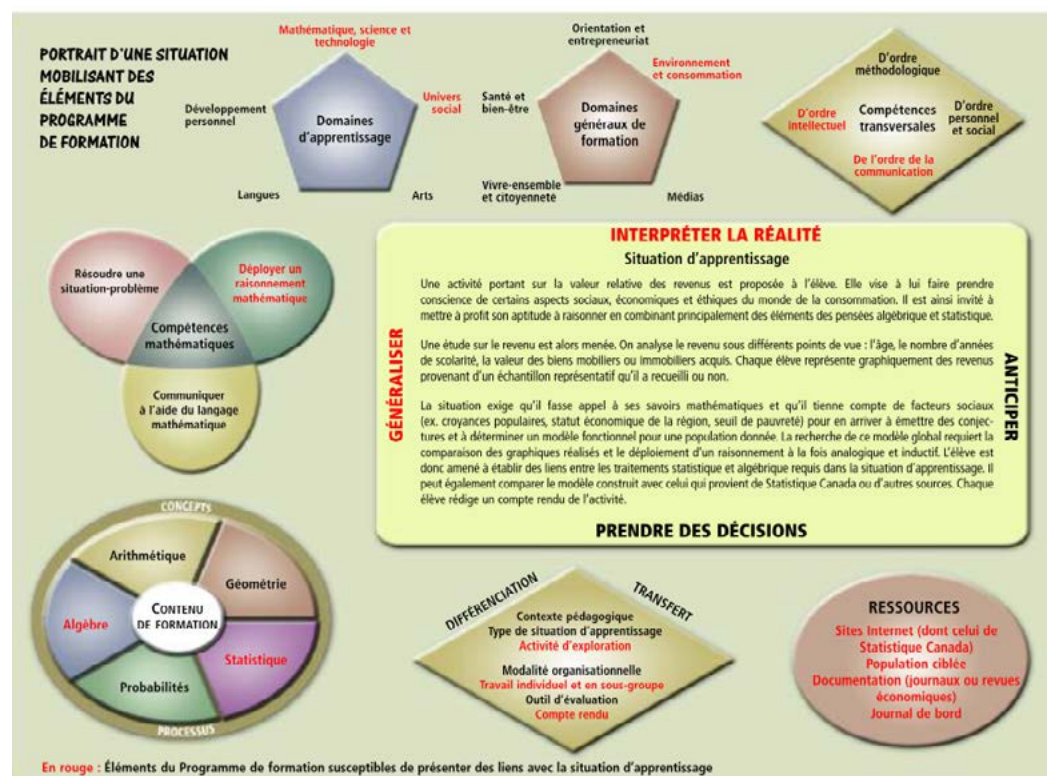 PORTRAIT D'UNE SITUATION
MOBILISANT DES
ÉLÉMENTS DU
PROGRAMME
DE FORMATION
Mathématique, science et
technologie
Développement
personnel
Domaines
d'apprentissage
Univers
social
Langues
Arts
Orientation et
entrepreneuriat
Santé et
bien-être
Domaines
généraux de
formation
Environnement
et consommation
Vivre-ensemble
et citoyenneté
Médias
D'ordre
méthodologique
D'ordre
intellectuel
Compétences
transversales
D'ordre
personnel
et social
De l'ordre de la
communication
Résoudre une
situation-problème
Déployer un
raisonnement
mathématique
Compétences
mathématiques
Communiquer
à l'aide du langage
mathématique
INTERPRÉTER LA RÉALITÉ
Situation d'apprentissage
Une activité portant sur la valeur relative des revenus est proposée à l'élève. Elle vise à lui faire prendre
conscience de certains aspects sociaux, économiques et éthiques du monde de la consommation. Il est ainsi invité à
mettre à profit son aptitude à raisonner en combinant principalement des éléments des pensées algébrique et statistique.
Une étude sur le revenu est alors menée. On analyse le revenu sous différents points de vue : l'âge, le nombre d'années
de scolarité, la valeur des biens mobiliers ou immobiliers acquis. Chaque élève représente graphiquement des revenus
provenant d'un échantillon représentatif qu'il a recueilli ou non.
La situation exige qu'il fasse appel à ses savoirs mathématiques et qu'il tienne compte de facteurs sociaux
(ex. croyances populaires, statut économique de la région, seuil de pauvreté) pour en arriver à émettre des conjec-
tures et à déterminer un modèle fonctionnel pour une population donnée. La recherche de ce modèle global requiert la
comparaison des graphiques réalisés et le déploiement d'un raisonnement à la fois analogique et inductif. L'élève est
donc amené à établir des liens entre les traitements statistique et algébrique requis dans la situation d'apprentissage. Il
peut également comparer le modèle construit avec celui qui provient de Statistique Canada ou d'autres sources. Chaque
élève rédige un compte rendu de l'activité.
GÉNÉRALISER
ANTICIPER
PRENDRE DES DÉCISIONS
CONCEPTS
Arithmétique
Géométrie
Algèbre
CONTENU
DE FORMATION
Statistique
Probabilités
PROCESSUS
DIFFÉRENCIATION
TRANSFERT
Contexte pédagogique
Type de situation d'apprentissage
Activité d'exploration
Modalité organisationnelle
Travail individuel et en sous-groupe
Outil d'évaluation
Compte rendu
RESSOURCES
Sites Internet (dont celui de
Statistique Canada)
Population ciblée
Documentation (journaux ou revues
économiques)
Journal de bord
En rouge : Éléments du Programme de formation susceptibles de présenter des liens avec la situation d'apprentissage